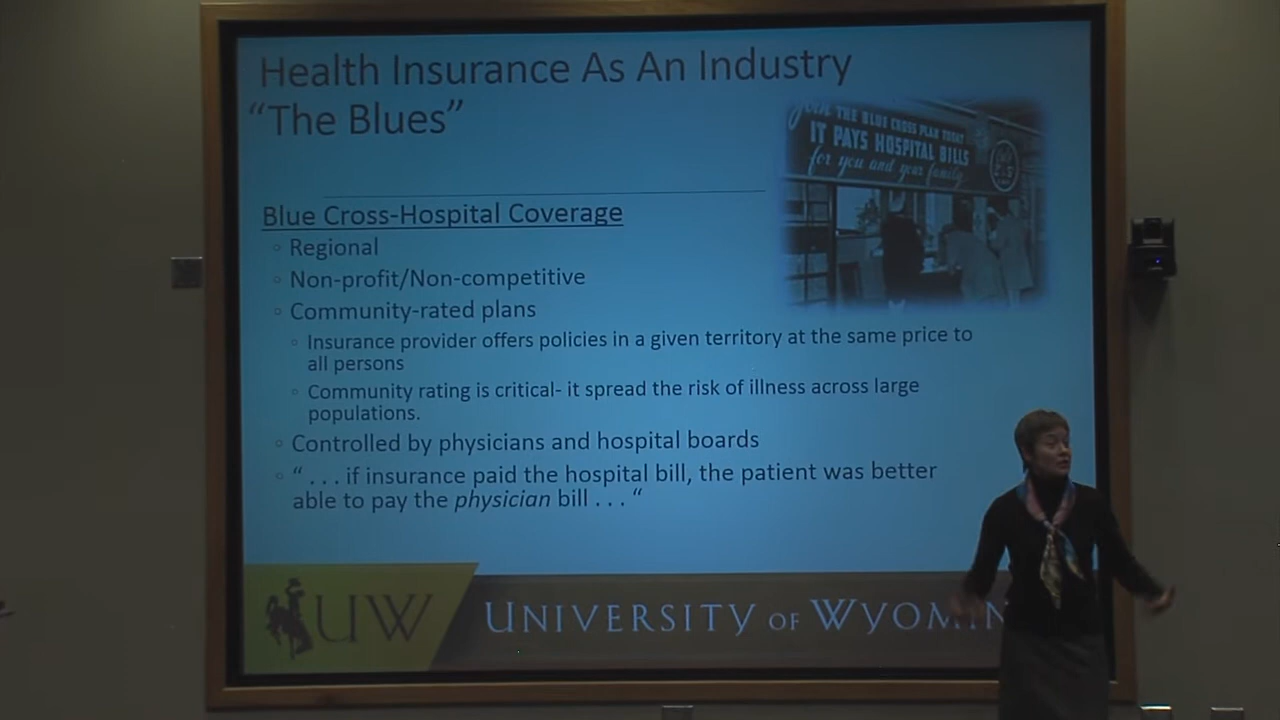 Health Insurance As An Industry
“The Blues”
Join THE BLUE CROSS PLAN TODAY
IT PAYS HOSPITAL BILLS
for you and your family
Blue Cross-Hospital Coverage
Regional
Non-profit/Non-competitive
Community-rated plans
Insurance provider offers policies in a given territory at the same price to
all persons
Community rating is critical- it spread the risk of illness across large
populations.
Controlled by physicians and hospital boards
“ . . . if insurance paid the hospital bill, the patient was better
able to pay the physician bill . . . “
UW
UNIVERSITY OF WYOMIN